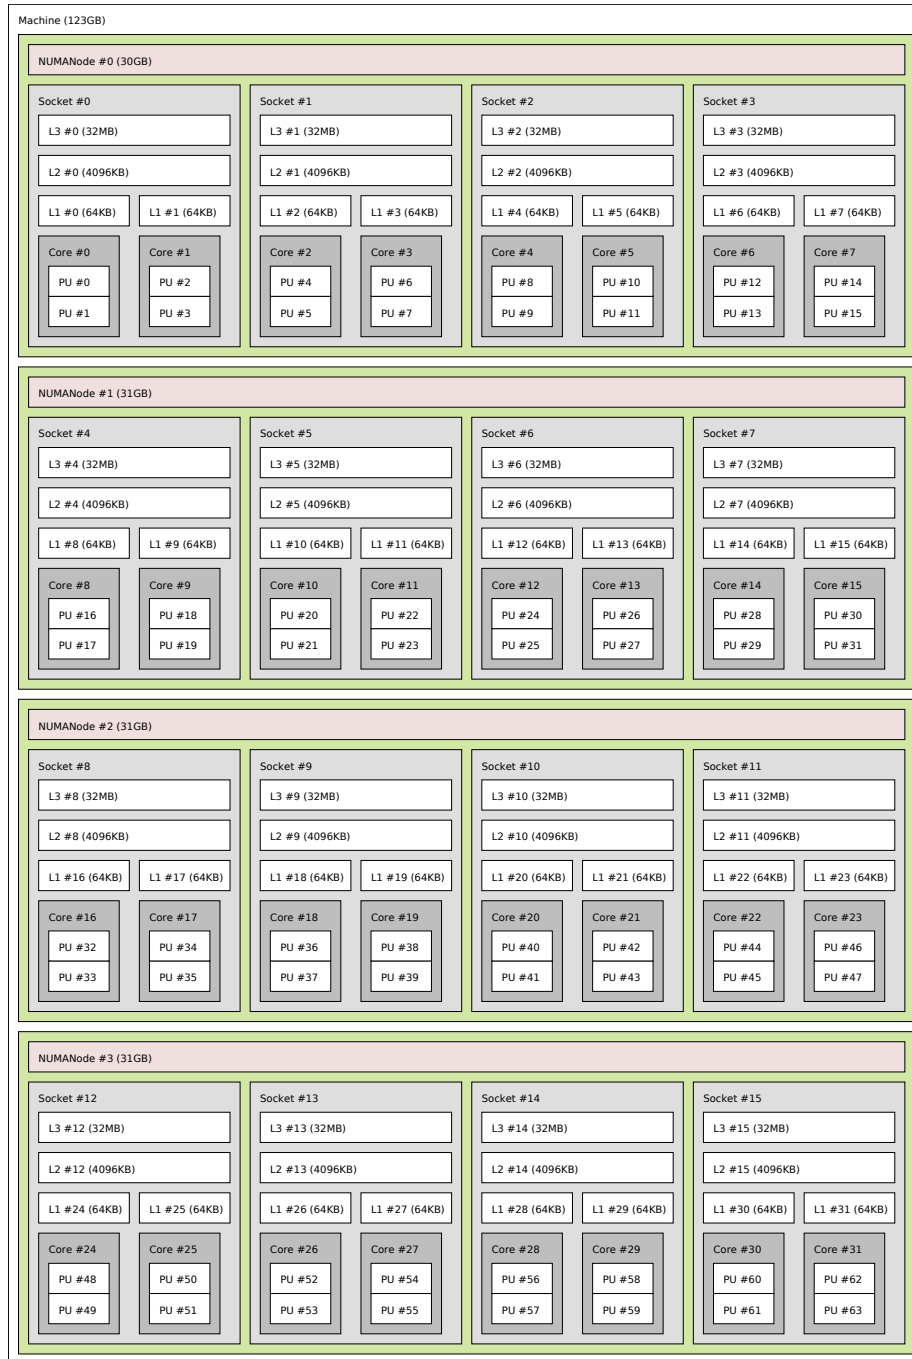 Machine (123GB)
NUMANode #0 (30GB)
Socket #0 Socket #1 Socket #2 Socket #3
L3 #0 (32MB) L3 #1 (32MB) L3 #2 (32MB) L3 #3 (32MB)
L2 #0 (4096KB) L2 #1 (4096KB) L2 #2 (4096KB) L2 #3 (4096KB)
L1 #0 (64KB) L1 #1 (64KB) L1 #2 (64KB) L1 #3 (64KB) L1 #4 (64KB) L1 #5 (64KB) L1 #6 (64KB) L1 #7 (64KB)
Core #0 Core #1 Core #2 Core #3 Core #4 Core #5 Core #6 Core #7
PU #0 PU #2 PU #4 PU #6 PU #8 PU #10 PU #12 PU #14
PU #1 PU #3 PU #5 PU #7 PU #9 PU #11 PU #13 PU #15
NUMANode #1 (31GB)
Socket #4 Socket #5 Socket #6 Socket #7
L3 #4 (32MB) L3 #5 (32MB) L3 #6 (32MB) L3 #7 (32MB)
L2 #4 (4096KB) L2 #5 (4096KB) L2 #6 (4096KB) L2 #7 (4096KB)
L1 #8 (64KB) L1 #9 (64KB) L1 #10 (64KB) L1 #11 (64KB) L1 #12 (64KB) L1 #13 (64KB) L1 #14 (64KB) L1 #15 (64KB)
Core #8 Core #9 Core #10 Core #11 Core #12 Core #13 Core #14 Core #15
PU #16 PU #18 PU #20 PU #22 PU #24 PU #26 PU #28 PU #30
PU #17 PU #19 PU #21 PU #23 PU #25 PU #27 PU #29 PU #31
NUMANode #2 (31GB)
Socket #8 Socket #9 Socket #10 Socket #11
L3 #8 (32MB) L3 #9 (32MB) L3 #10 (32MB) L3 #11 (32MB)
L2 #8 (4096KB) L2 #9 (4096KB) L2 #10 (4096KB) L2 #11 (4096KB)
L1 #16 (64KB) L1 #17 (64KB) L1 #18 (64KB) L1 #19 (64KB) L1 #20 (64KB) L1 #21 (64KB) L1 #22 (64KB) L1 #23 (64KB)
Core #16 Core #17 Core #18 Core #19 Core #20 Core #21 Core #22 Core #23
PU #32 PU #34 PU #36 PU #38 PU #40 PU #42 PU #44 PU #46
PU #33 PU #35 PU #37 PU #39 PU #41 PU #43 PU #45 PU #47
NUMANode #3 (31GB)
Socket #12 Socket #13 Socket #14 Socket #15
L3 #12 (32MB) L3 #13 (32MB) L3 #14 (32MB) L3 #15 (32MB)
L2 #12 (4096KB) L2 #13 (4096KB) L2 #14 (4096KB) L2 #15 (4096KB)
L1 #24 (64KB) L1 #25 (64KB) L1 #26 (64KB) L1 #27 (64KB) L1 #28 (64KB) L1 #29 (64KB) L1 #30 (64KB) L1 #31 (64KB)
Core #24 Core #25 Core #26 Core #27 Core #28 Core #29 Core #30 Core #31
PU #48 PU #50 PU #52 PU #54 PU #56 PU #58 PU #60 PU #62
PU #49 PU #51 PU #53 PU #55 PU #57 PU #59 PU #61 PU #63